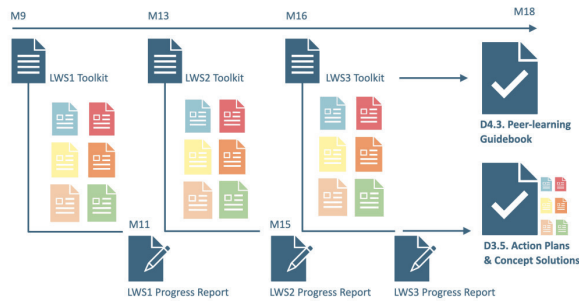 M9
M13
M16
M18
LWS1 Toolkit
LWS2 Toolkit
LWS3 Toolkit
D4.3. Peer-learning
Guidebook
M11
M15
D3.5. Action Plans
& Concept Solutions
LWS1 Progress Report
LWS2 Progress Report
LWS3 Progress Report